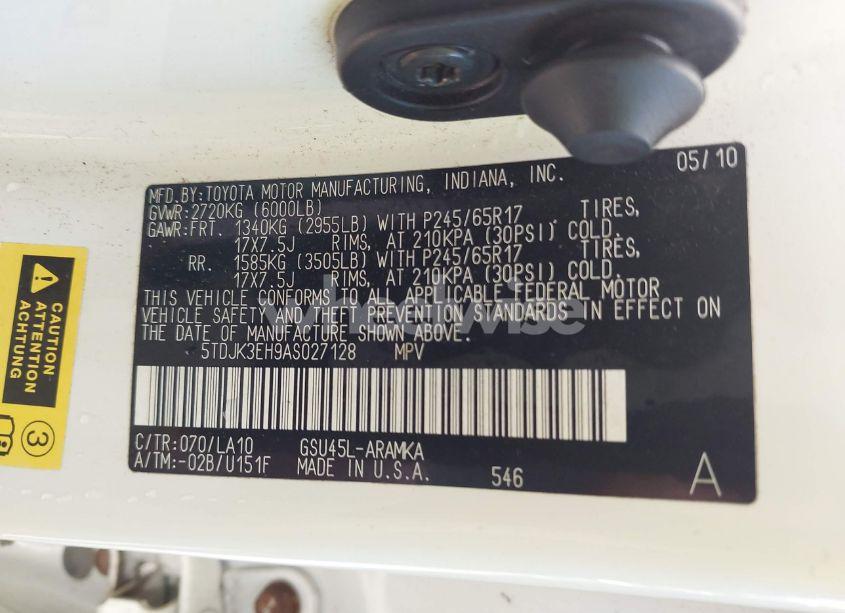 05/10
MFD.BY:TOYOTA MOTOR MANUFACTURING, INDIANA, INC.
GVWR:2720KG (6000LB)
GAWR:FRT. 1340KG (2955LB) WITH P245/65R17 TIRES,
17X7.5J RIMS, AT 210KPA (30PSI) COLD.
RR. 1585KG (3505LB) WITH P245/65R17 TIRES,
17X7.5J RIMS, AT 210KPA (30PSI) COLD.
THIS VEHICLE CONFORMS TO ALL APPLICABLE FEDERAL MOTOR
VEHICLE SAFETY AND THEFT PREVENTION STANDARDS IN EFFECT ON
THE DATE OF MANUFACTURE SHOWN ABOVE.
5TDJK3EH9AS027128 MPV
C/TR:070/LA10 GSU45L-ARAMKA
A/TM:-02B/U151F MADE IN U.S.A. 546 A
CAUTION
ATTENTION
3